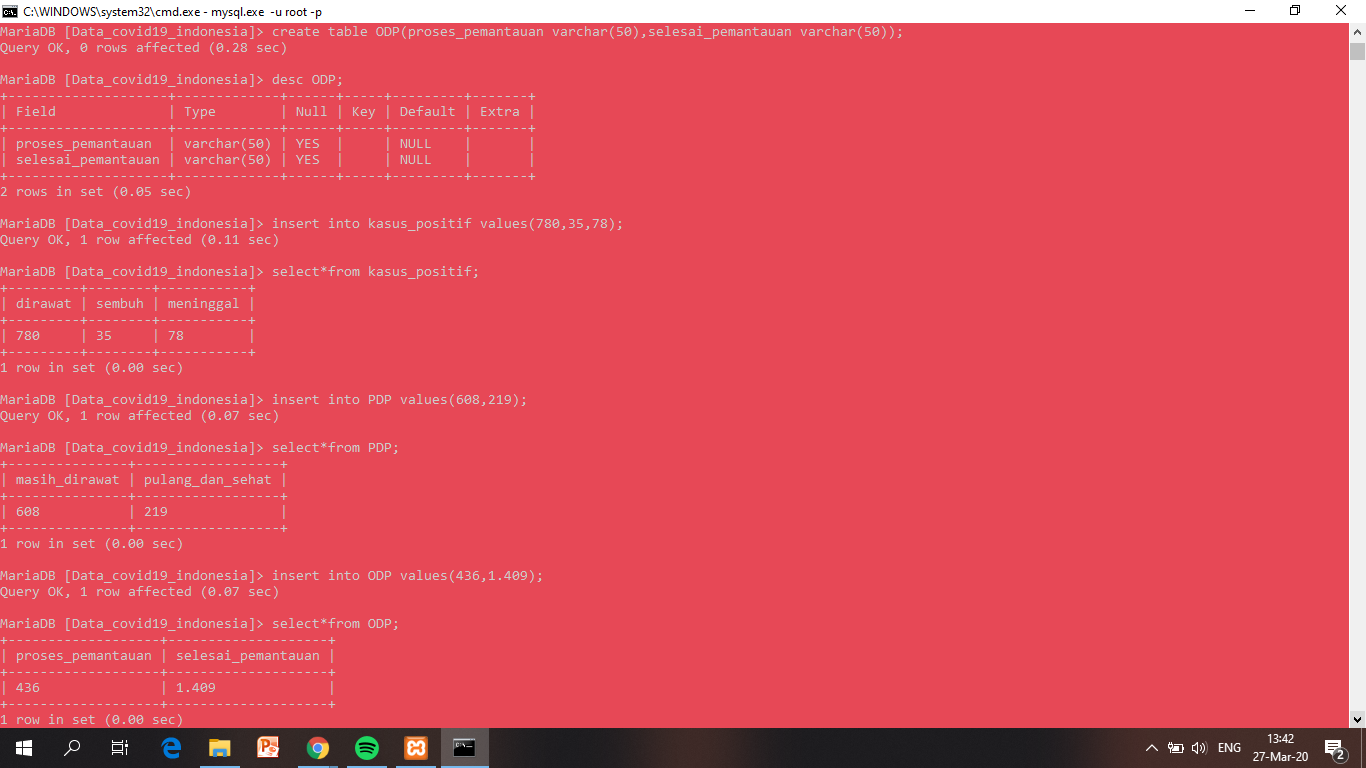 C:\WINDOWS\system32\cmd.exe - mysql.exe -u root -p
MariaDB [Data_covid19_indonesia]> create table ODP(proses_pemantauan varchar(50),selesai_pemantauan varchar(50));
Query OK, 0 rows affected (0.28 sec)
MariaDB [Data_covid19_indonesia]> desc ODP;
+--------------------+-------------+------+-----+---------+-------+
| Field              | Type        | Null | Key | Default | Extra |
+--------------------+-------------+------+-----+---------+-------+
| proses_pemantauan  | varchar(50) | YES  |     | NULL    |       |
| selesai_pemantauan | varchar(50) | YES  |     | NULL    |       |
+--------------------+-------------+------+-----+---------+-------+
2 rows in set (0.05 sec)
MariaDB [Data_covid19_indonesia]> insert into kasus_positif values(780,35,78);
Query OK, 1 row affected (0.11 sec)
MariaDB [Data_covid19_indonesia]> select*from kasus_positif;
+---------+--------+-----------+
| dirawat | sembuh | meninggal |
+---------+--------+-----------+
| 780     | 35     | 78        |
+---------+--------+-----------+
1 row in set (0.00 sec)
MariaDB [Data_covid19_indonesia]> insert into PDP values(608,219);
Query OK, 1 row affected (0.07 sec)
MariaDB [Data_covid19_indonesia]> select*from PDP;
+---------------+------------------+
| masih_dirawat | pulang_dan_sehat |
+---------------+------------------+
| 608           | 219              |
+---------------+------------------+
1 row in set (0.00 sec)
MariaDB [Data_covid19_indonesia]> insert into ODP values(436,1.409);
Query OK, 1 row affected (0.07 sec)
MariaDB [Data_covid19_indonesia]> select*from ODP;
+-------------------+--------------------+
| proses_pemantauan | selesai_pemantauan |
+-------------------+--------------------+
| 436               | 1.409              |
+-------------------+--------------------+
1 row in set (0.00 sec)
ENG
13:42
27-Mar-20
2